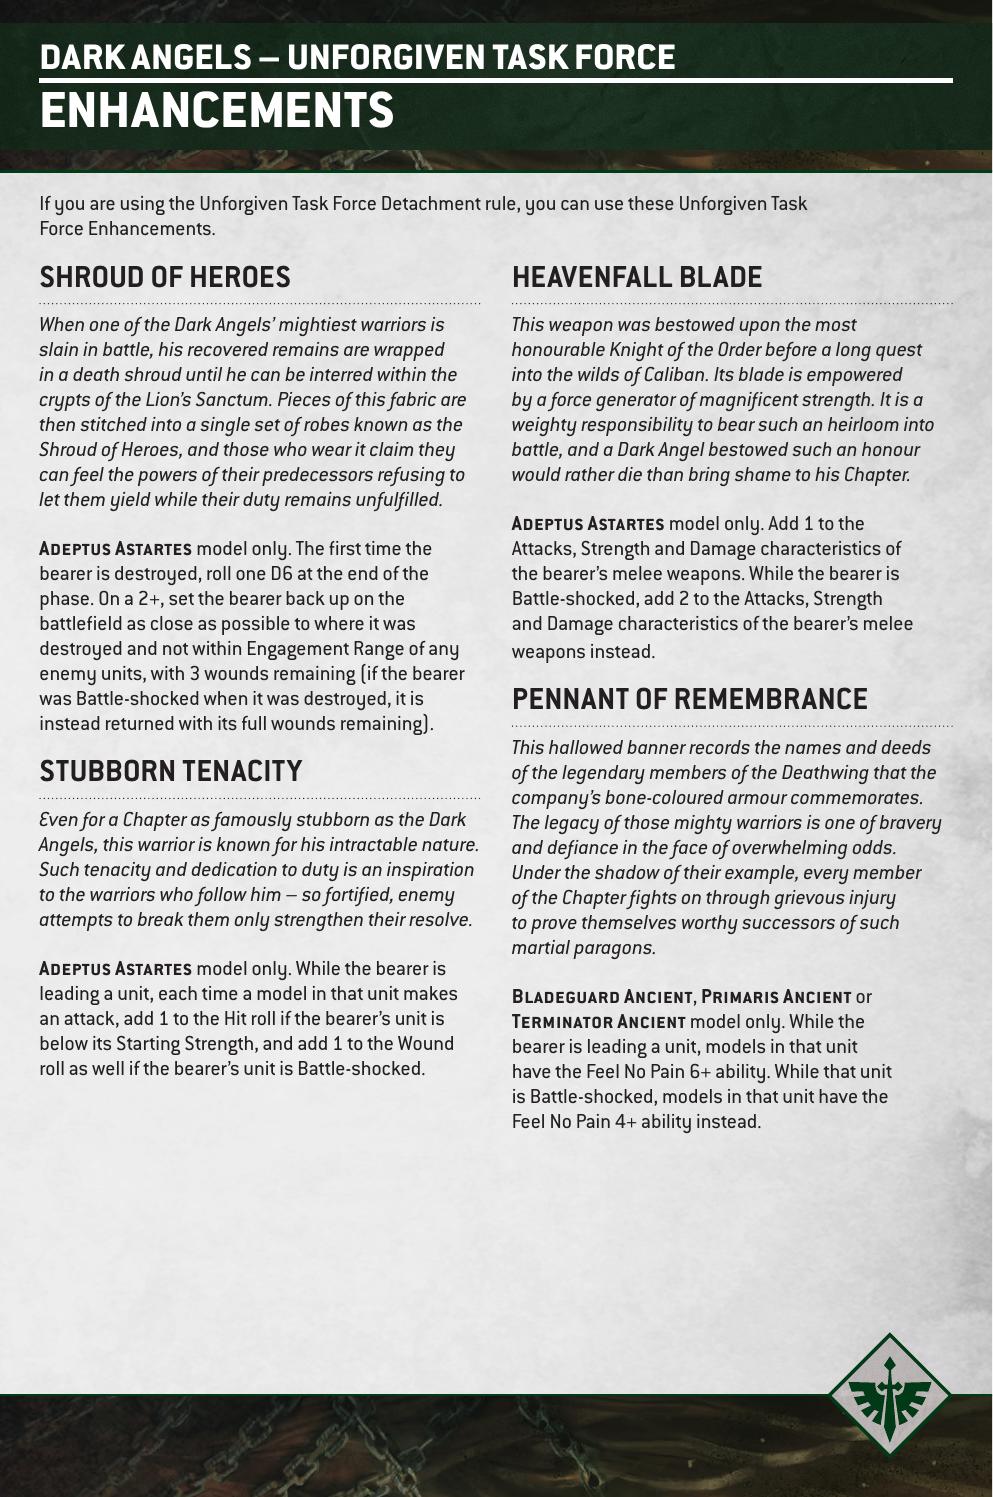 DARK ANGELS – UNFORGIVEN TASK FORCE
ENHANCEMENTS
If you are using the Unforgiven Task Force Detachment rule, you can use these Unforgiven Task
Force Enhancements.
SHROUD OF HEROES
When one of the Dark Angels’ mightiest warriors is
slain in battle, his recovered remains are wrapped
in a death shroud until he can be interred within the
crypts of the Lion’s Sanctum. Pieces of this fabric are
then stitched into a single set of robes known as the
Shroud of Heroes, and those who wear it claim they
can feel the powers of their predecessors refusing to
let them yield while their duty remains unfulfilled.
ADEPTUS ASTARTES model only. The first time the
bearer is destroyed, roll one D6 at the end of the
phase. On a 2+, set the bearer back up on the
battlefield as close as possible to where it was
destroyed and not within Engagement Range of any
enemy units, with 3 wounds remaining (if the bearer
was Battle-shocked when it was destroyed, it is
instead returned with its full wounds remaining).
STUBBORN TENACITY
Even for a Chapter as famously stubborn as the Dark
Angels, this warrior is known for his intractable nature.
Such tenacity and dedication to duty is an inspiration
to the warriors who follow him – so fortified, enemy
attempts to break them only strengthen their resolve.
ADEPTUS ASTARTES model only. While the bearer is
leading a unit, each time a model in that unit makes
an attack, add 1 to the Hit roll if the bearer’s unit is
below its Starting Strength, and add 1 to the Wound
roll as well if the bearer’s unit is Battle-shocked.
HEAVENFALL BLADE
This weapon was bestowed upon the most
honourable Knight of the Order before a long quest
into the wilds of Caliban. Its blade is empowered
by a force generator of magnificent strength. It is a
weighty responsibility to bear such an heirloom into
battle, and a Dark Angel bestowed such an honour
would rather die than bring shame to his Chapter.
ADEPTUS ASTARTES model only. Add 1 to the
Attacks, Strength and Damage characteristics of
the bearer’s melee weapons. While the bearer is
Battle-shocked, add 2 to the Attacks, Strength
and Damage characteristics of the bearer’s melee
weapons instead.
PENNANT OF REMEMBRANCE
This hallowed banner records the names and deeds
of the legendary members of the Deathwing that the
company’s bone-coloured armour commemorates.
The legacy of those mighty warriors is one of bravery
and defiance in the face of overwhelming odds.
Under the shadow of their example, every member
of the Chapter fights on through grievous injury
to prove themselves worthy successors of such
martial paragons.
BLADEGUARD ANCIENT, PRIMARIS ANCIENT or
TERMINATOR ANCIENT model only. While the
bearer is leading a unit, models in that unit
have the Feel No Pain 6+ ability. While that unit
is Battle-shocked, models in that unit have the
Feel No Pain 4+ ability instead.